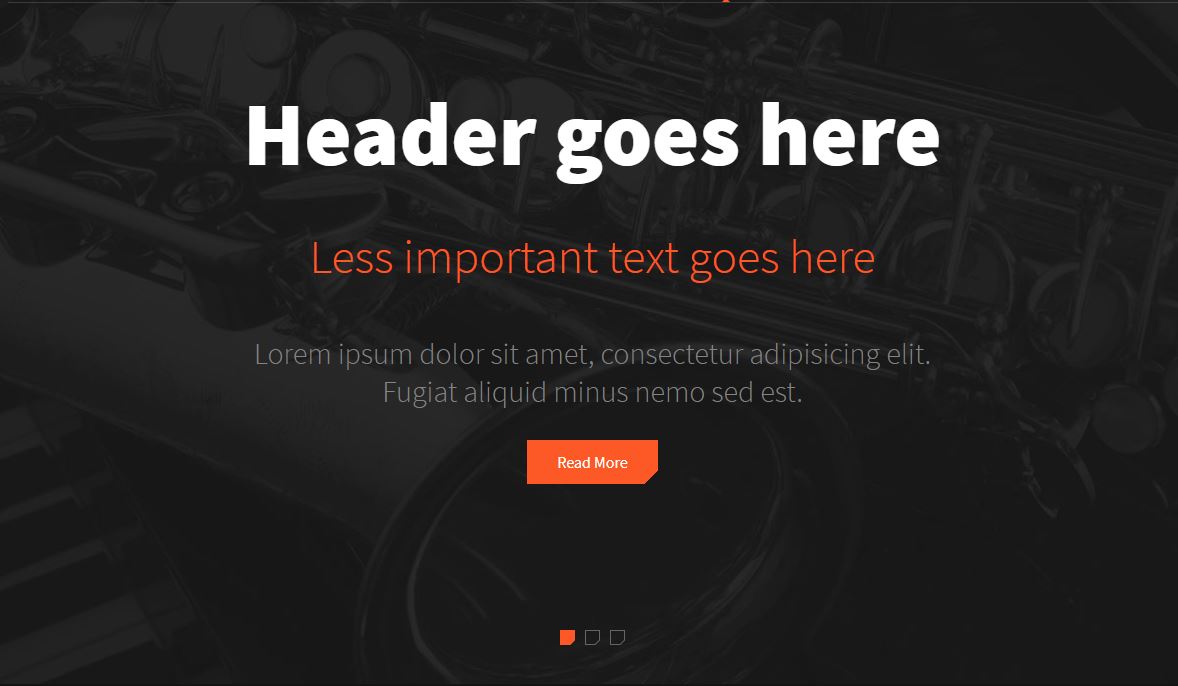 Header goes here
Less important text goes here
Lorem ipsum dolor sit amet, consectetur adipisicing elit.
Fugiat aliquid minus nemo sed est.
Read More